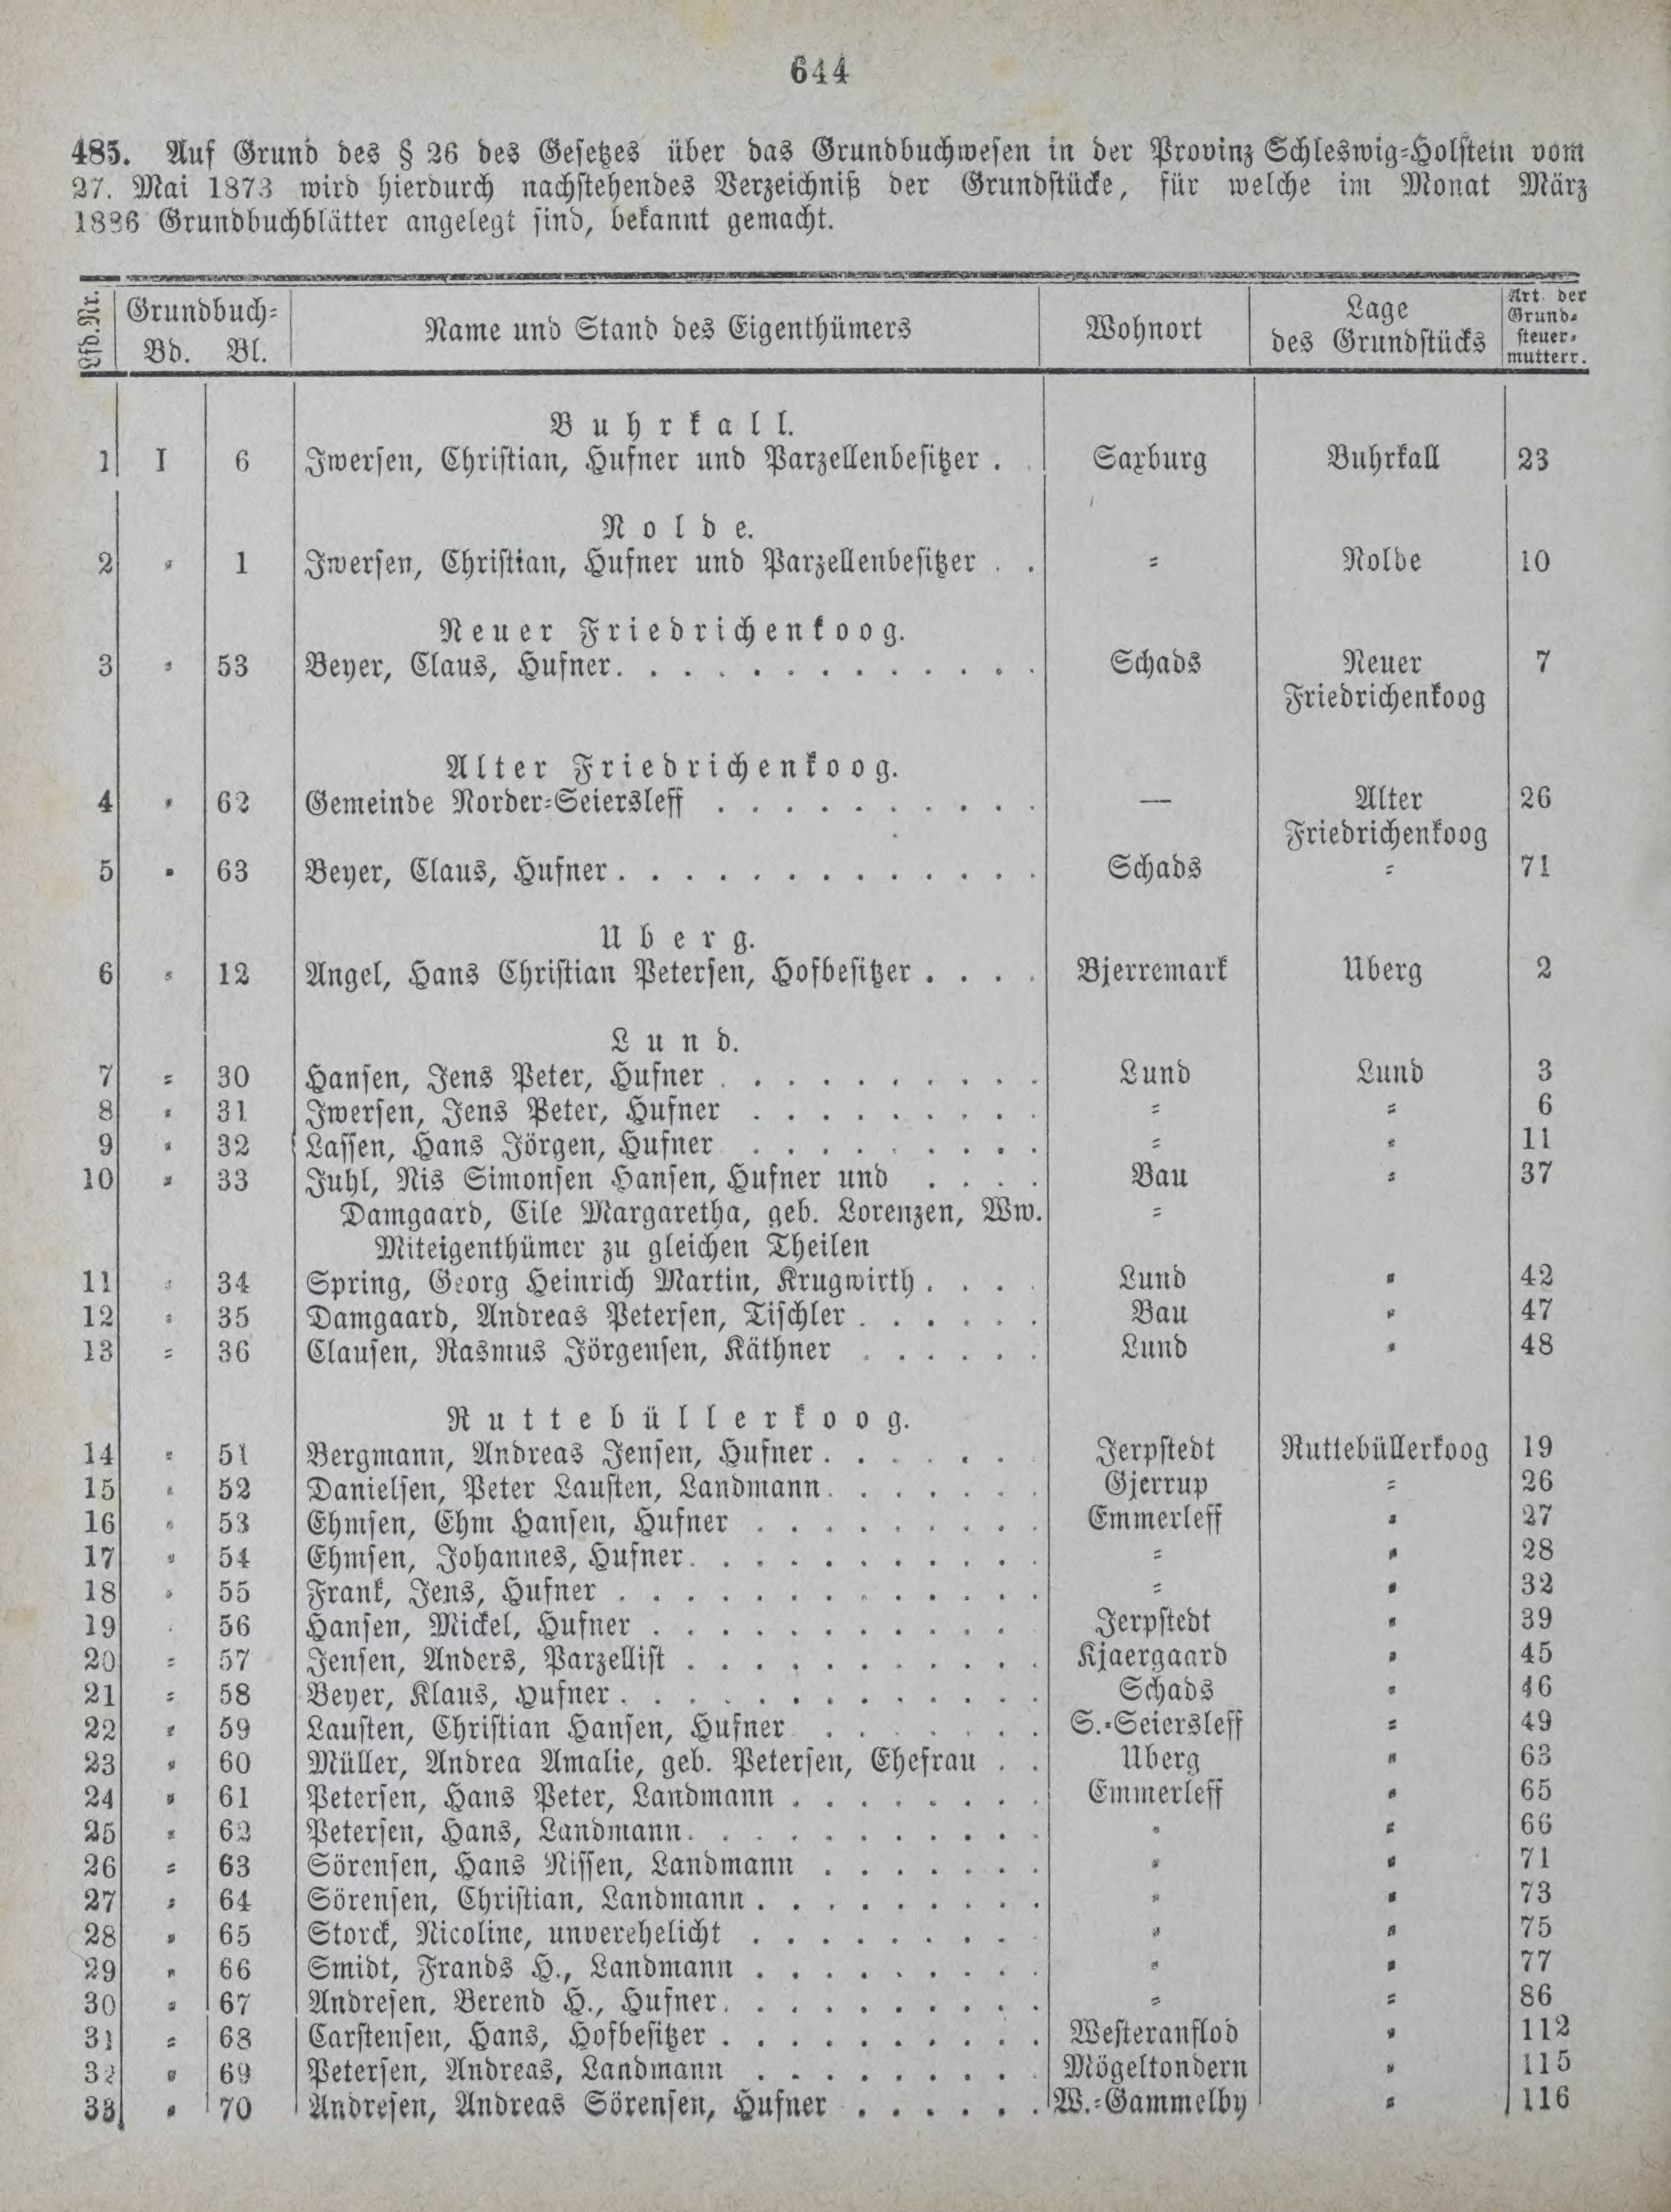 644
485. Auf Grund des § 26 des Gesetzes über das Grundbuchwesen in der Provinz Schleswig=Holstein vom
27. Mai 1873 wird hierdurch nachstehendes Verzeichniß der Grundstücke, für welche im Monat März
1886 Grundbuchblätter angelegt sind, bekannt gemacht.
Lfd. Nr. Grundbuch= Bd. Bl. Name und Stand des Eigenthümers Wohnort Lage des Grundstücks Art. der Grund=steuer=mutterr.
Buhrkall.
1 I 6 Iwersen, Christian, Hufner und Parzellenbesitzer . . Saxburg Buhrkall 23
Nolde.
2 = 1 Iwersen, Christian, Hufner und Parzellenbesitzer . . = Nolde 10
Neuer Friedrichenkoog.
3 = 53 Beyer, Claus, Hufner. . . . . . . . . . . . . Schads Neuer 7
Friedrichenkoog
Alter Friedrichenkoog.
4 = 62 Gemeinde Norder=Seiersleff . . . . . . . . . . — Alter 26
Friedrichenkoog
5 = 63 Beyer, Claus, Hufner . . . . . . . . . . . . . Schads = 71
Uberg.
6 = 12 Angel, Hans Christian Petersen, Hofbesitzer . . . . Bjerremark Uberg 2
Lund.
7 = 30 Hansen, Jens Peter, Hufner . . . . . . . . . . Lund Lund 3
8 = 31 Iwersen, Jens Peter, Hufner . . . . . . . . . = = 6
9 = 32 Lassen, Hans Jörgen, Hufner . . . . . . . . . = = 11
10 = 33 Juhl, Nis Simonsen Hansen, Hufner und . . . . Bau = 37
Damgaard, Cile Margaretha, geb. Lorenzen, Ww. =
Miteigenthümer zu gleichen Theilen
11 = 34 Spring, Georg Heinrich Martin, Krugwirth . . . . Lund = 42
12 = 35 Damgaard, Andreas Petersen, Tischler . . . . . . Bau = 47
13 = 36 Clausen, Rasmus Jörgensen, Käthner . . . . . . Lund = 48
Ruttebüllerkoog.
14 = 51 Bergmann, Andreas Jensen, Hufner . . . . . . Jerpstedt Ruttebüllerkoog 19
15 = 52 Danielsen, Peter Lausten, Landmann. . . . . . . Gjerrup = 26
16 = 53 Ehmsen, Ehm Hansen, Hufner . . . . . . . . . Emmerleff = 27
17 = 54 Ehmsen, Johannes, Hufner. . . . . . . . . . . = = 28
18 = 55 Frank, Jens, Hufner . . . . . . . . . . . . . = = 32
19 = 56 Hansen, Mickel, Hufner . . . . . . . . . . . Jerpstedt = 39
20 = 57 Jensen, Anders, Parzellist . . . . . . . . . . . Kjaergaard = 45
21 = 58 Beyer, Klaus, Hufner . . . . . . . . . . . . . Schads = 46
22 = 59 Lausten, Christian Hansen, Hufner . . . . . . . S.=Seiersleff = 49
23 = 60 Müller, Andrea Amalie, geb. Petersen, Ehefrau . . Uberg = 63
24 = 61 Petersen, Hans Peter, Landmann . . . . . . . . Emmerleff = 65
25 = 62 Petersen, Hans, Landmann. . . . . . . . . . . = = 66
26 = 63 Sörensen, Hans Nissen, Landmann . . . . . . . = = 71
27 = 64 Sörensen, Christian, Landmann . . . . . . . . . = = 73
28 = 65 Storck, Nicoline, unverehelicht . . . . . . . . . = = 75
29 = 66 Smidt, Frands H., Landmann . . . . . . . . . = = 77
30 = 67 Andresen, Berend H., Hufner. . . . . . . . . . = = 86
31 = 68 Carstensen, Hans, Hofbesitzer . . . . . . . . . . Westeranflod = 112
32 = 69 Petersen, Andreas, Landmann . . . . . . . . . Mögeltondern = 115
33 = 70 Andresen, Andreas Sörensen, Hufner . . . . . . W.=Gammelby = 116